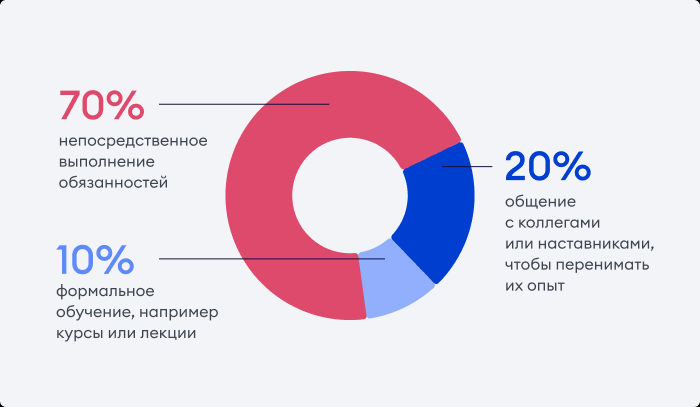 70%
непосредственное
выполнение
обязанностей
20%
общение
с коллегами
или наставниками,
чтобы перенимать
их опыт
10%
формальное
обучение, например
курсы или лекции